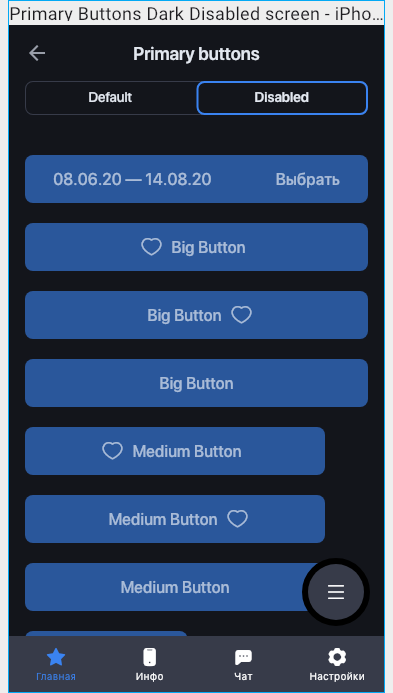 Primary Buttons Dark Disabled screen - iPho...
Primary buttons
Default Disabled
08.06.20 — 14.08.20 Выбрать
Big Button
Big Button
Big Button
Medium Button
Medium Button
Medium Button
Главная Инфо Чат Настройки